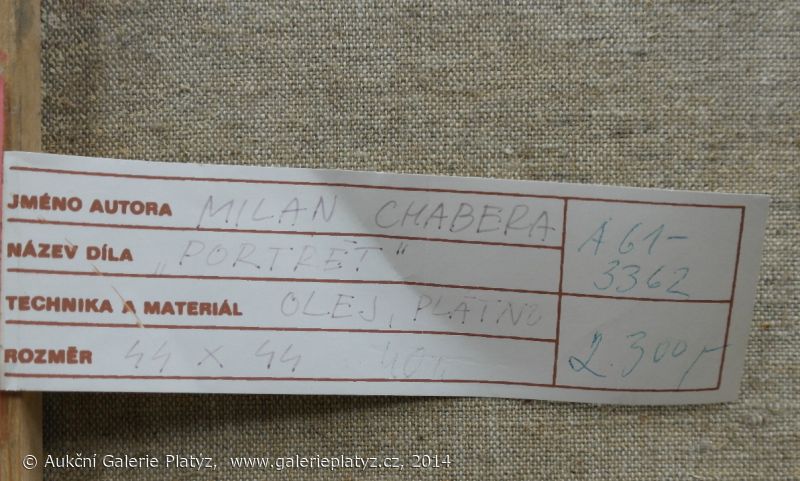 JMÉNO AUTORA MILAN CHABERA
NÁZEV DÍLA „PORTRÉT"
TECHNIKA A MATERIÁL OLEJ, PLÁTNO
ROZMĚR 44 x 44
A 61-
3362
2.300,-
© Aukční Galerie Platýz, www.galerieplatyz.cz, 2014